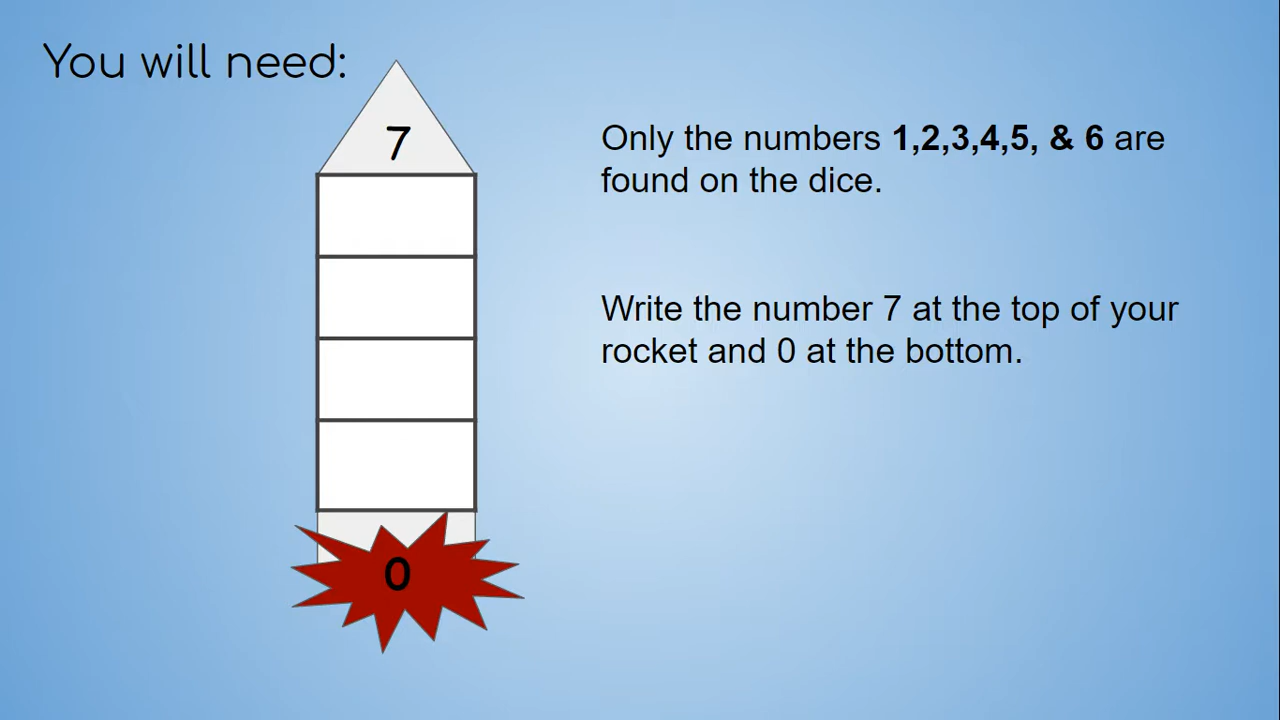 You will need:
7
Only the numbers 1,2,3,4,5, & 6 are
found on the dice.
Write the number 7 at the top of your
rocket and 0 at the bottom.
0